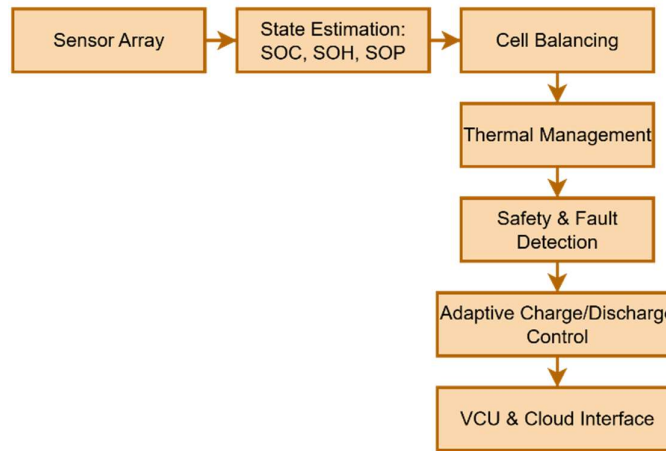 Sensor Array
State Estimation:
SOC, SOH, SOP
Cell Balancing
Thermal Management
Safety & Fault
Detection
Adaptive Charge/Discharge
Control
VCU & Cloud Interface